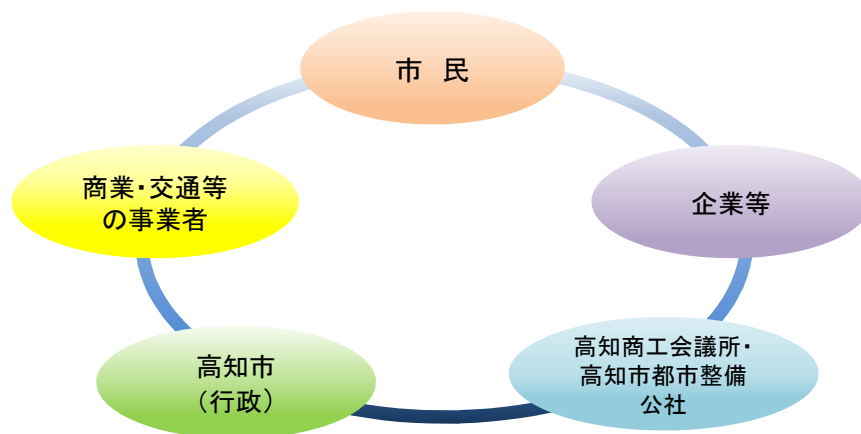 市 民
商業・交通等
の事業者
企業等
高知市
（行政）
高知商工会議所・
高知市都市整備
公社